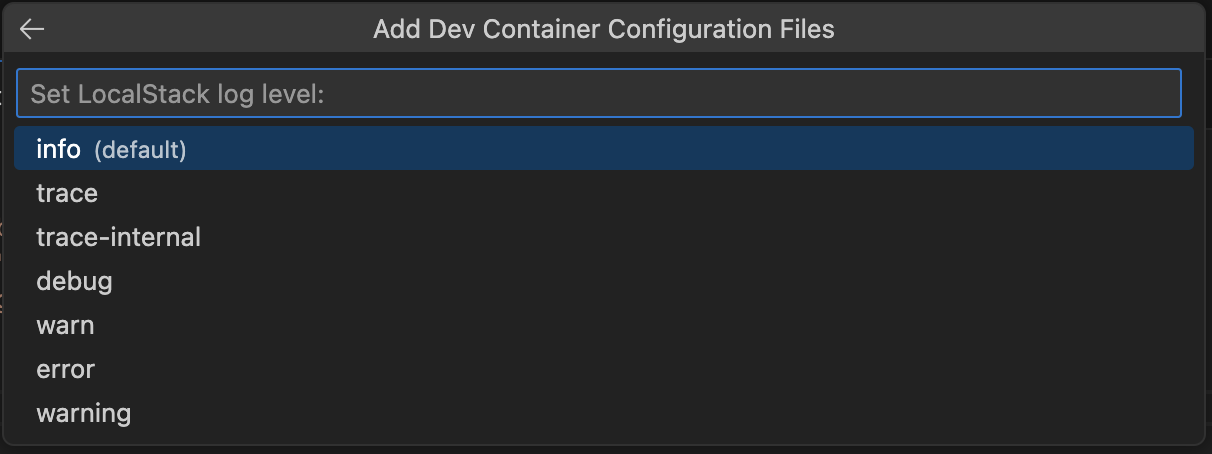 Add Dev Container Configuration Files
Set LocalStack log level:
info (default)
trace
trace-internal
debug
warn
error
warning